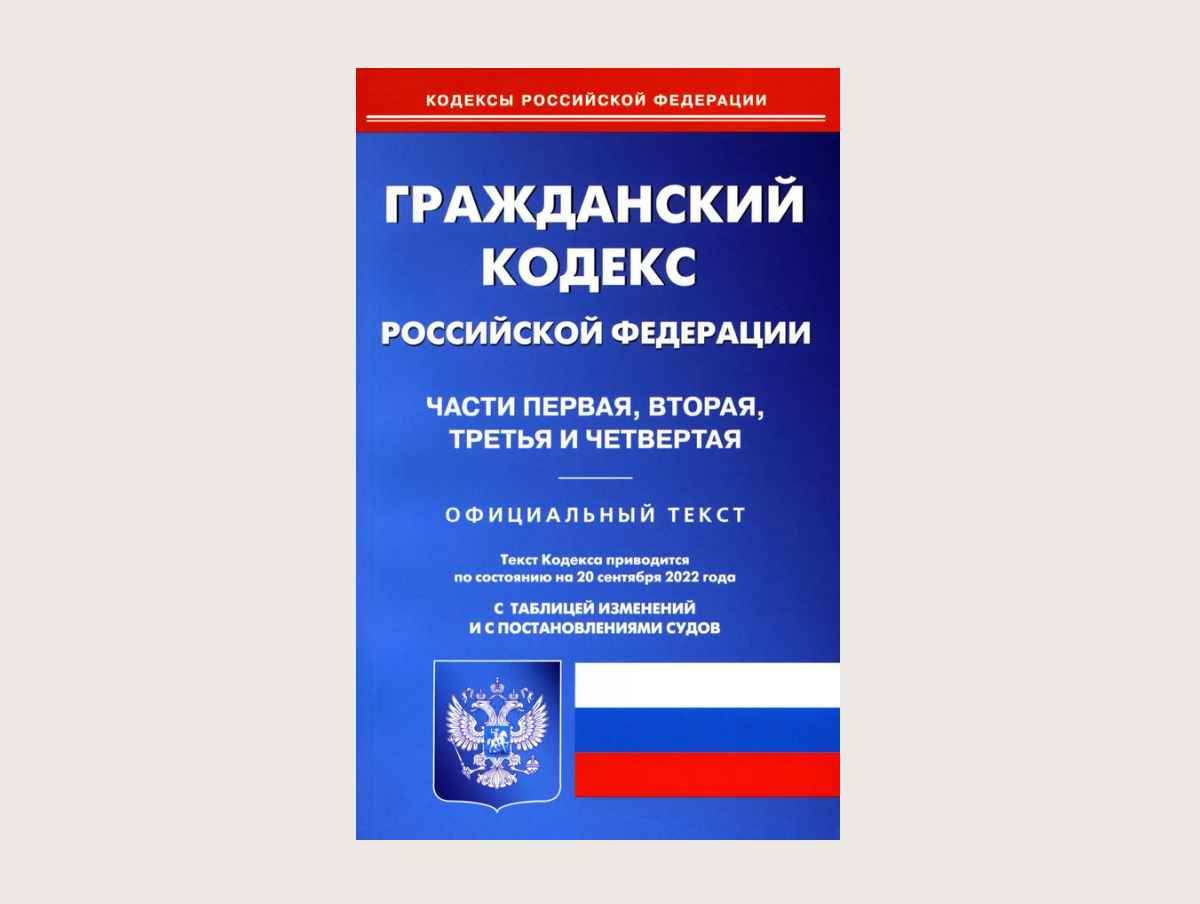 КОДЕКСЫ РОССИЙСКОЙ ФЕДЕРАЦИИ
ГРАЖДАНСКИЙ
КОДЕКС
РОССИЙСКОЙ ФЕДЕРАЦИИ
ЧАСТИ ПЕРВАЯ, ВТОРАЯ,
ТРЕТЬЯ И ЧЕТВЕРТАЯ
ОФИЦИАЛЬНЫЙ ТЕКСТ
Текст Кодекса приводится
по состоянию на 20 сентября 2022 года
С ТАБЛИЦЕЙ ИЗМЕНЕНИЙ
И С ПОСТАНОВЛЕНИЯМИ СУДОВ